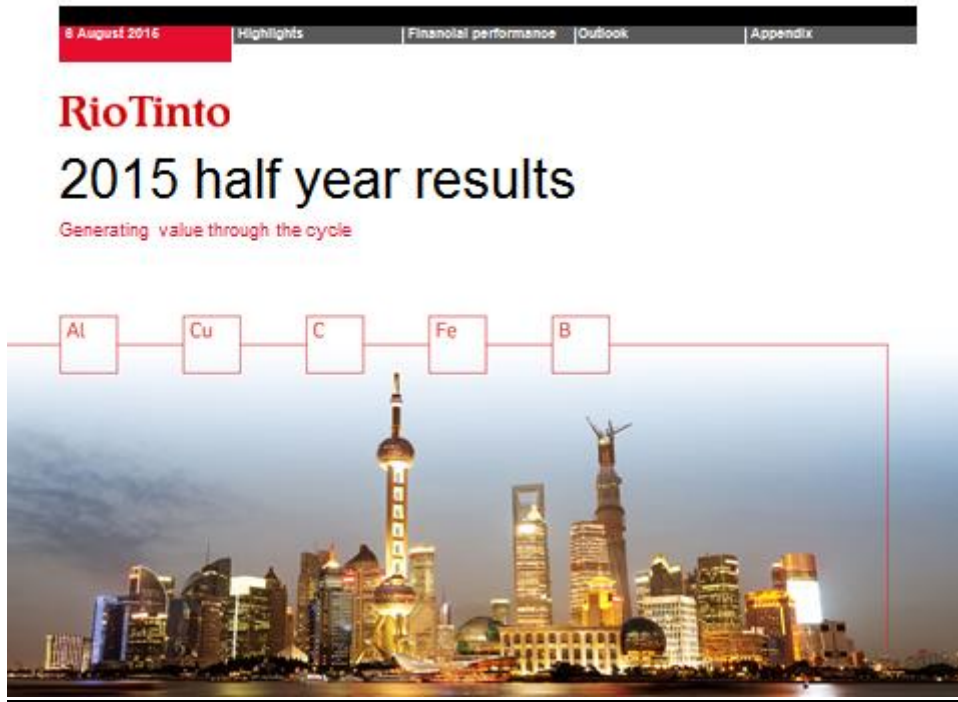 6 August 2015
Highlights
Financial performance
Outlook
Appendix
RioTinto
2015 half year results
Generating value through the cycle
Al
Cu
C
Fe
B